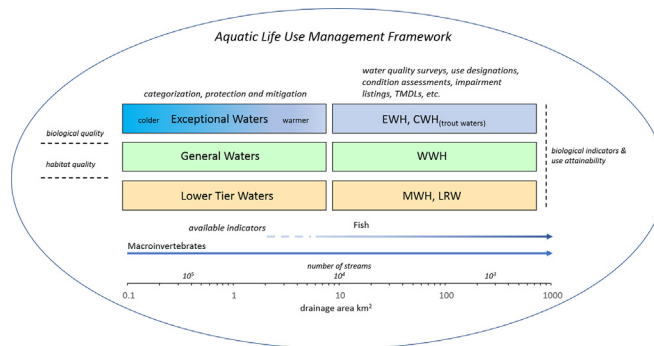 Aquatic Life Use Management Framework
categorization, protection and mitigation
water quality surveys, use designations,
condition assessments, impairment
listings, TMDLs, etc.
colder Exceptional Waters warmer
EWH, CWH(trout waters)
biological quality
General Waters
WWH
habitat quality
biological indicators &
use attainability
Lower Tier Waters
MWH, LRW
available indicators
Fish
Macroinvertebrates
number of streams
10⁵ 10⁴ 10³
0.1 1 10 100 1000
drainage area km²